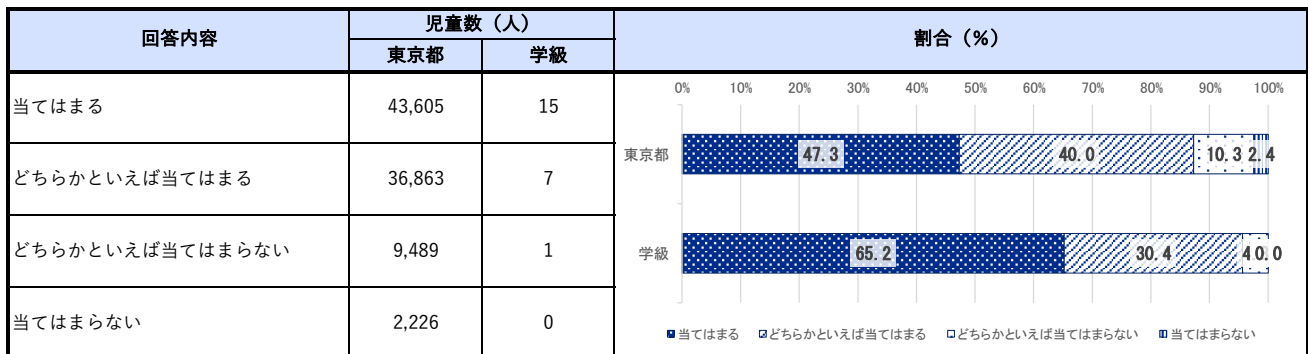 回答内容 児童数（人） 割合（％）
東京都 学級
当てはまる 43,605 15
どちらかといえば当てはまる 36,863 7
どちらかといえば当てはまらない 9,489 1
当てはまらない 2,226 0
0% 10% 20% 30% 40% 50% 60% 70% 80% 90% 100%
東京都 47.3 40.0 10.3 2.4
学級 65.2 30.4 4 0.0
当てはまる どちらかといえば当てはまる どちらかといえば当てはまらない 当てはまらない